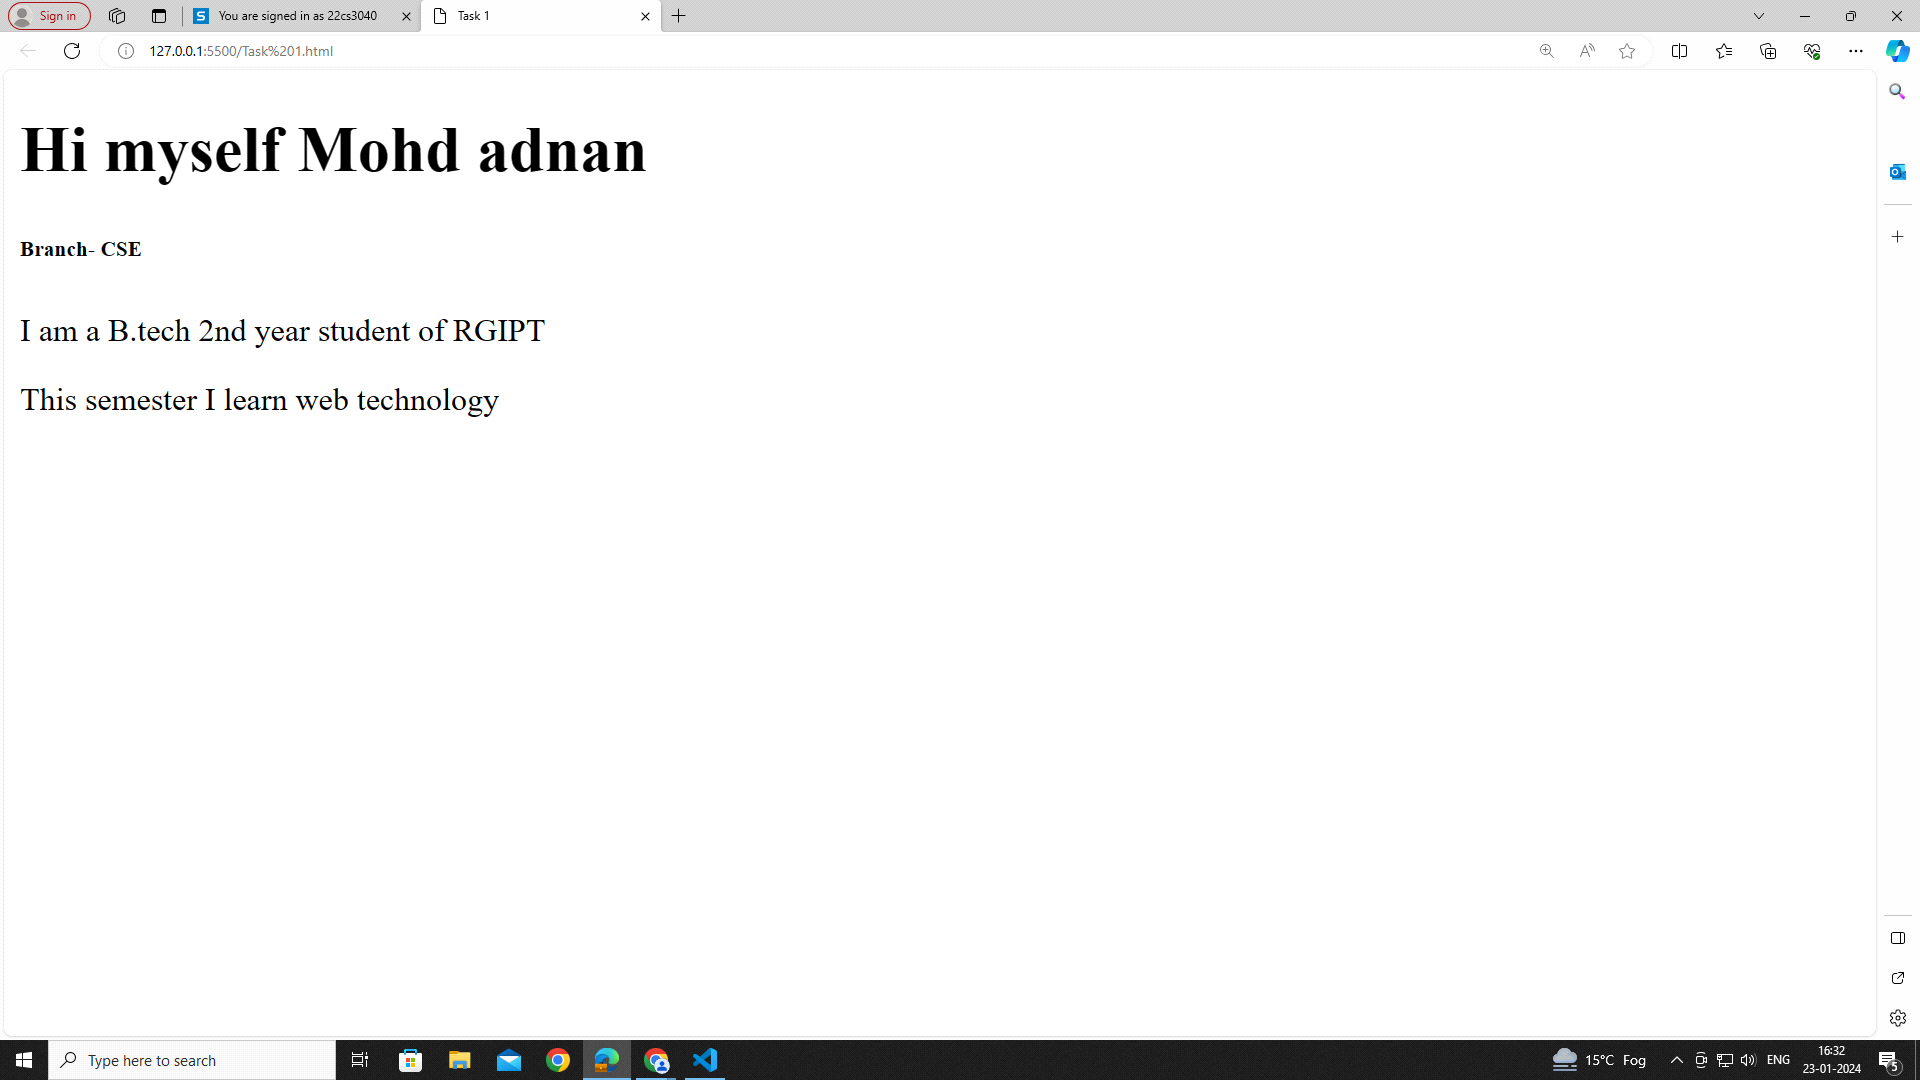 Sign in
You are signed in as 22cs3040
Task 1
127.0.0.1:5500/Task%201.html
Hi myself Mohd adnan
Branch- CSE
I am a B.tech 2nd year student of RGIPT
This semester I learn web technology
Type here to search
15°C Fog
ENG
16:32
23-01-2024
5